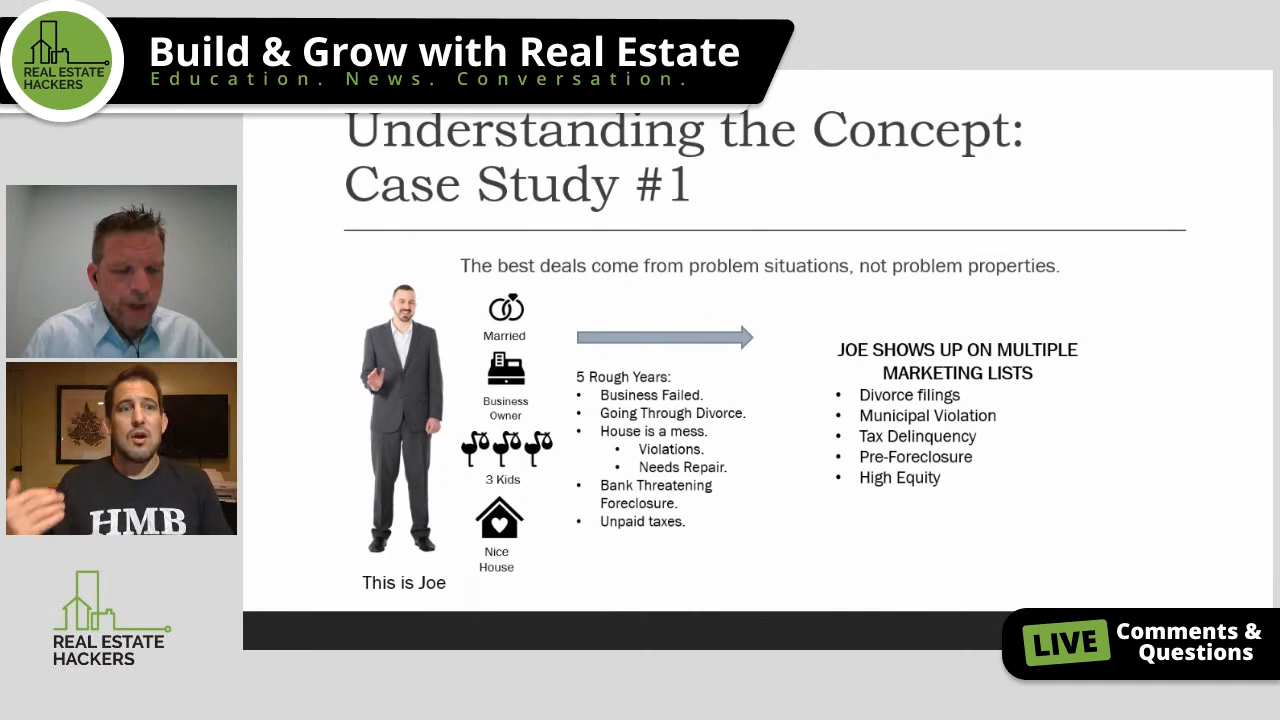 REAL ESTATE
HACKERS
Build & Grow with Real Estate
Education. News. Conversation.
Understanding the Concept:
Case Study #1
The best deals come from problem situations, not problem properties.
Married
Business
Owner
3 Kids
Nice
House
This is Joe
5 Rough Years:
• Business Failed.
• Going Through Divorce.
• House is a mess.
• Violations.
• Needs Repair.
• Bank Threatening
Foreclosure.
• Unpaid taxes.
JOE SHOWS UP ON MULTIPLE
MARKETING LISTS
• Divorce filings
• Municipal Violation
• Tax Delinquency
• Pre-Foreclosure
• High Equity
HMB
REAL ESTATE
HACKERS
LIVE
Comments &
Questions